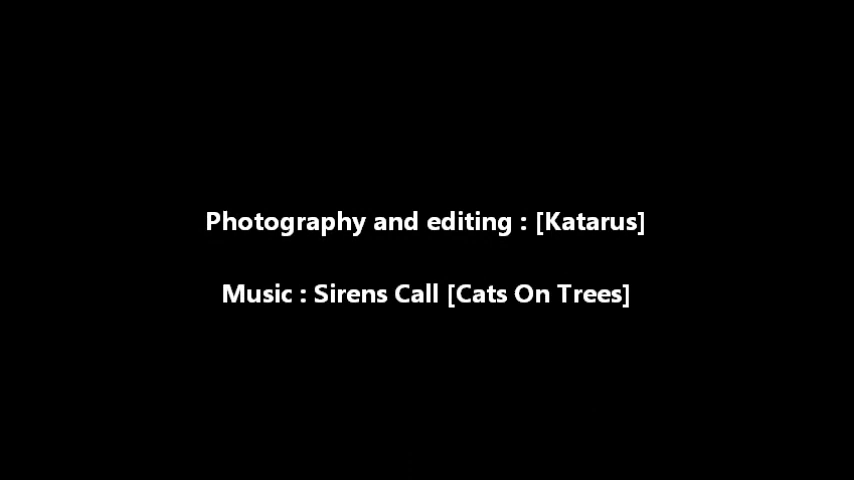 Photography and editing : [Katarus]
Music : Sirens Call [Cats On Trees]